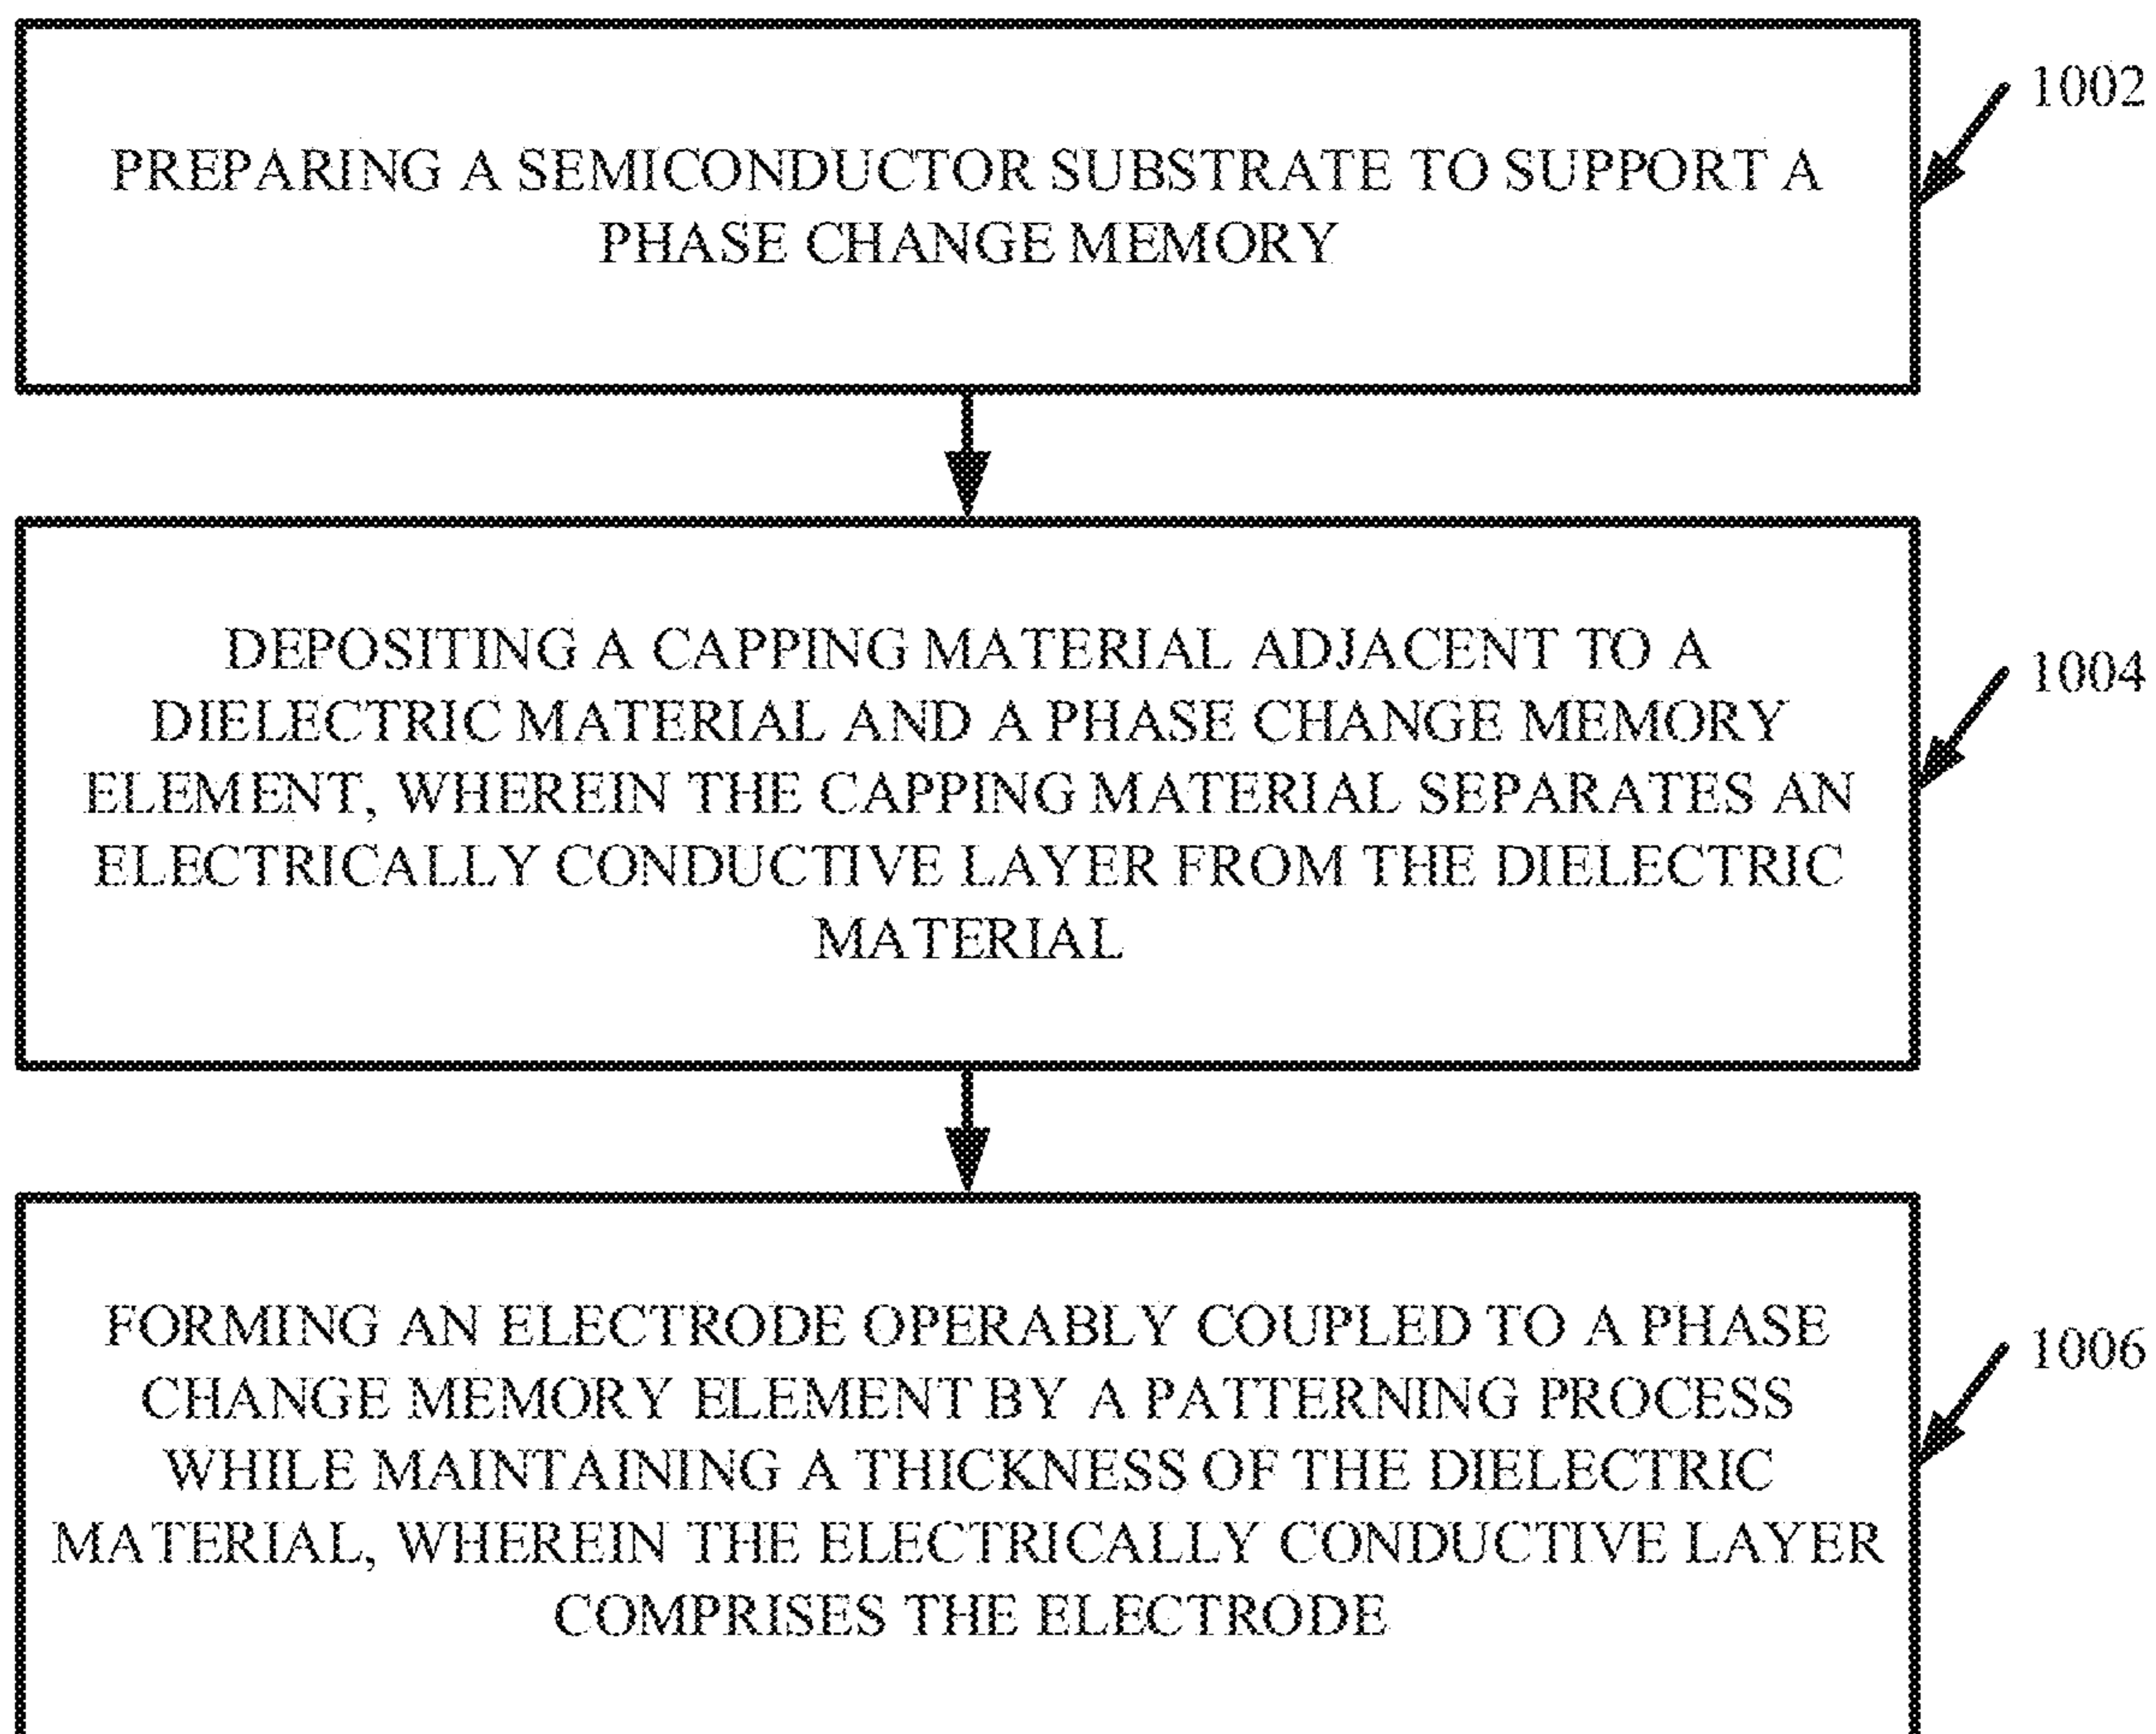 1002
PREPARING A SEMICONDUCTOR SUBSTRATE TO SUPPORT A
PHASE CHANGE MEMORY
1004
DEPOSITING A CAPPING MATERIAL ADJACENT TO A
DIELECTRIC MATERIAL AND A PHASE CHANGE MEMORY
ELEMENT, WHEREIN THE CAPPING MATERIAL SEPARATES AN
ELECTRICALLY CONDUCTIVE LAYER FROM THE DIELECTRIC
MATERIAL
1006
FORMING AN ELECTRODE OPERABLY COUPLED TO A PHASE
CHANGE MEMORY ELEMENT BY A PATTERNING PROCESS
WHILE MAINTAINING A THICKNESS OF THE DIELECTRIC
MATERIAL, WHEREIN THE ELECTRICALLY CONDUCTIVE LAYER
COMPRISES THE ELECTRODE